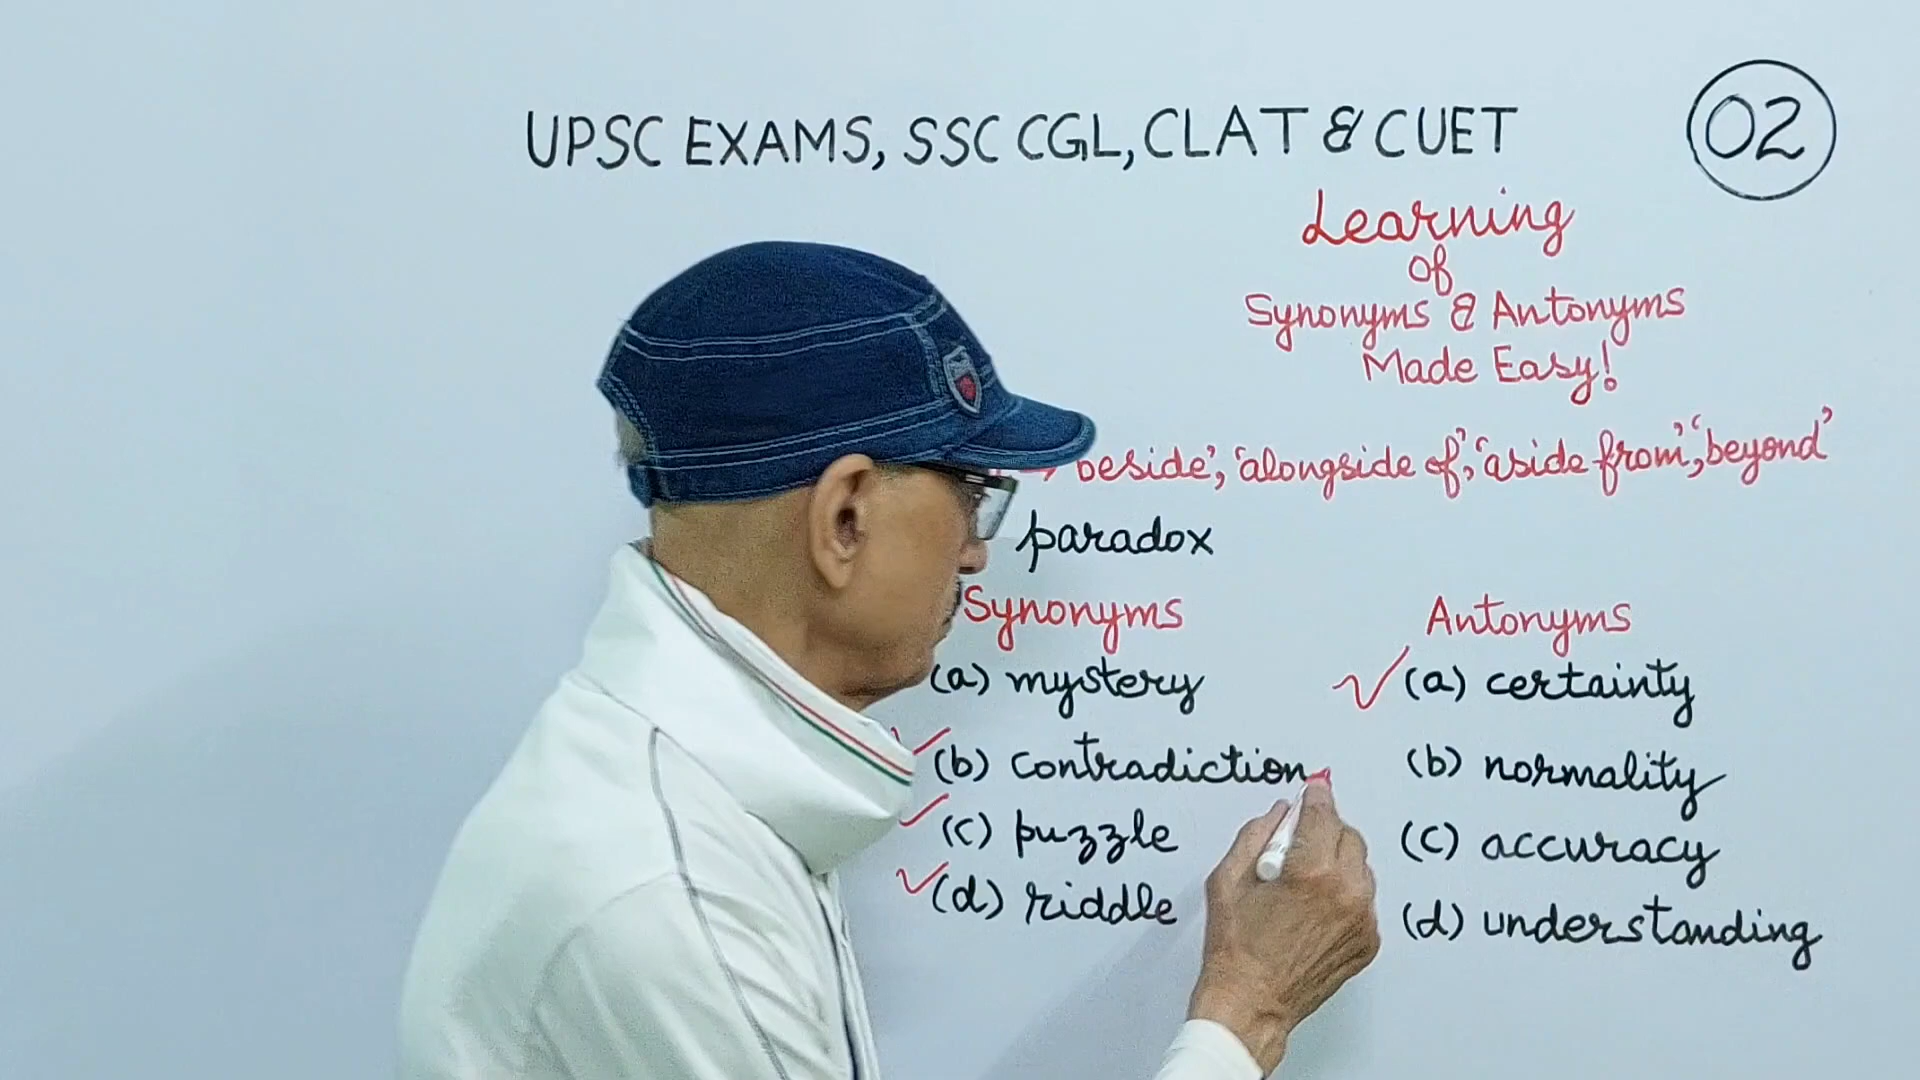 UPSC EXAMS, SSC CGL, CLAT & CUET
02
Learning
of
Synonyms & Antonyms
Made Easy!
beside', 'alongside of', 'aside from', 'beyond'
paradox
Synonyms
Antonyms
(a) mystery
(a) certainty
(b) contradiction
(b) normality
(c) puzzle
(c) accuracy
(d) riddle
(d) understanding